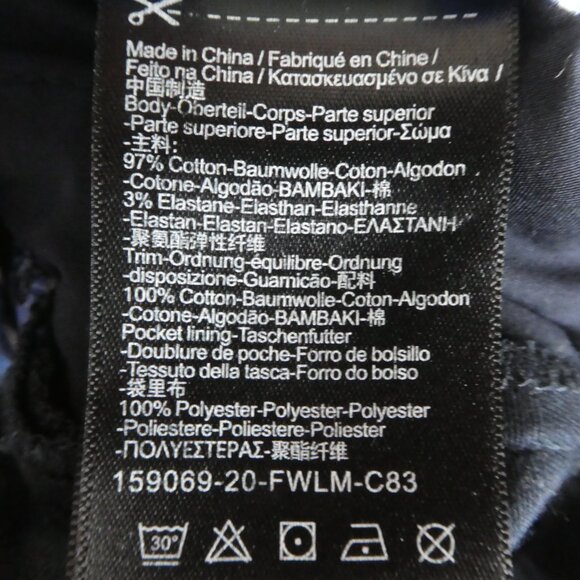 Made in China / Fabriqué en Chine /
Feito na China / Κατασκευασμένο σε Κίνα /
中国制造
Body-Oberteil-Corps-Parte superior
-Parte superiore-Parte superior-Σώμα
-主料:
97% Cotton-Baumwolle-Coton-Algodon
-Cotone-Algodão-BAMBAKI-棉
3% Elastane-Elasthan-Elasthanne
-Elastan-Elastan-Elastano-ΕΛΑΣΤΑΝΗ
-聚氨酯弹性纤维
Trim-Ordnung-équilibre-Ordnung
-disposizione-Guarnicão-配料
100% Cotton-Baumwolle-Coton-Algodon
-Cotone-Algodão-BAMBAKI-棉
Pocket lining-Taschenfutter
-Doublure de poche-Forro de bolsillo
-Tessuto della tasca-Forro do bolso
-袋里布
100% Polyester-Polyester-Polyester
-Poliestere-Poliestere-Poliester
-ΠΟΛΥΕΣΤΕΡΑΣ-聚酯纤维
159069-20-FWLM-C83
30°